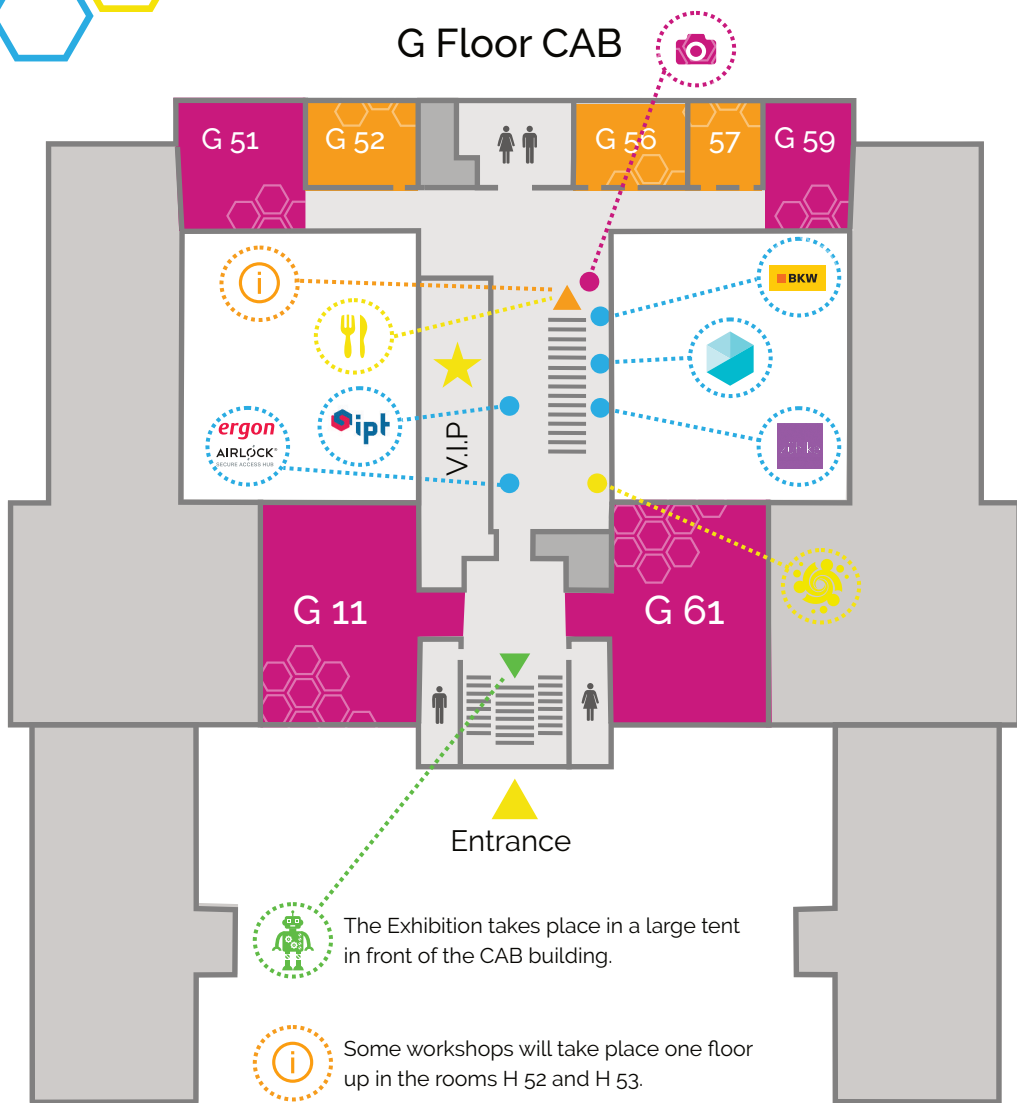 G Floor CAB
G 51
G 52
G 56
57
G 59
i
BKW
ipt
ergon
AIRLOCK®
SECURE ACCESS HUB
V.I.P
G 11
G 61
Entrance
The Exhibition takes place in a large tent
in front of the CAB building.
i
Some workshops will take place one floor
up in the rooms H 52 and H 53.